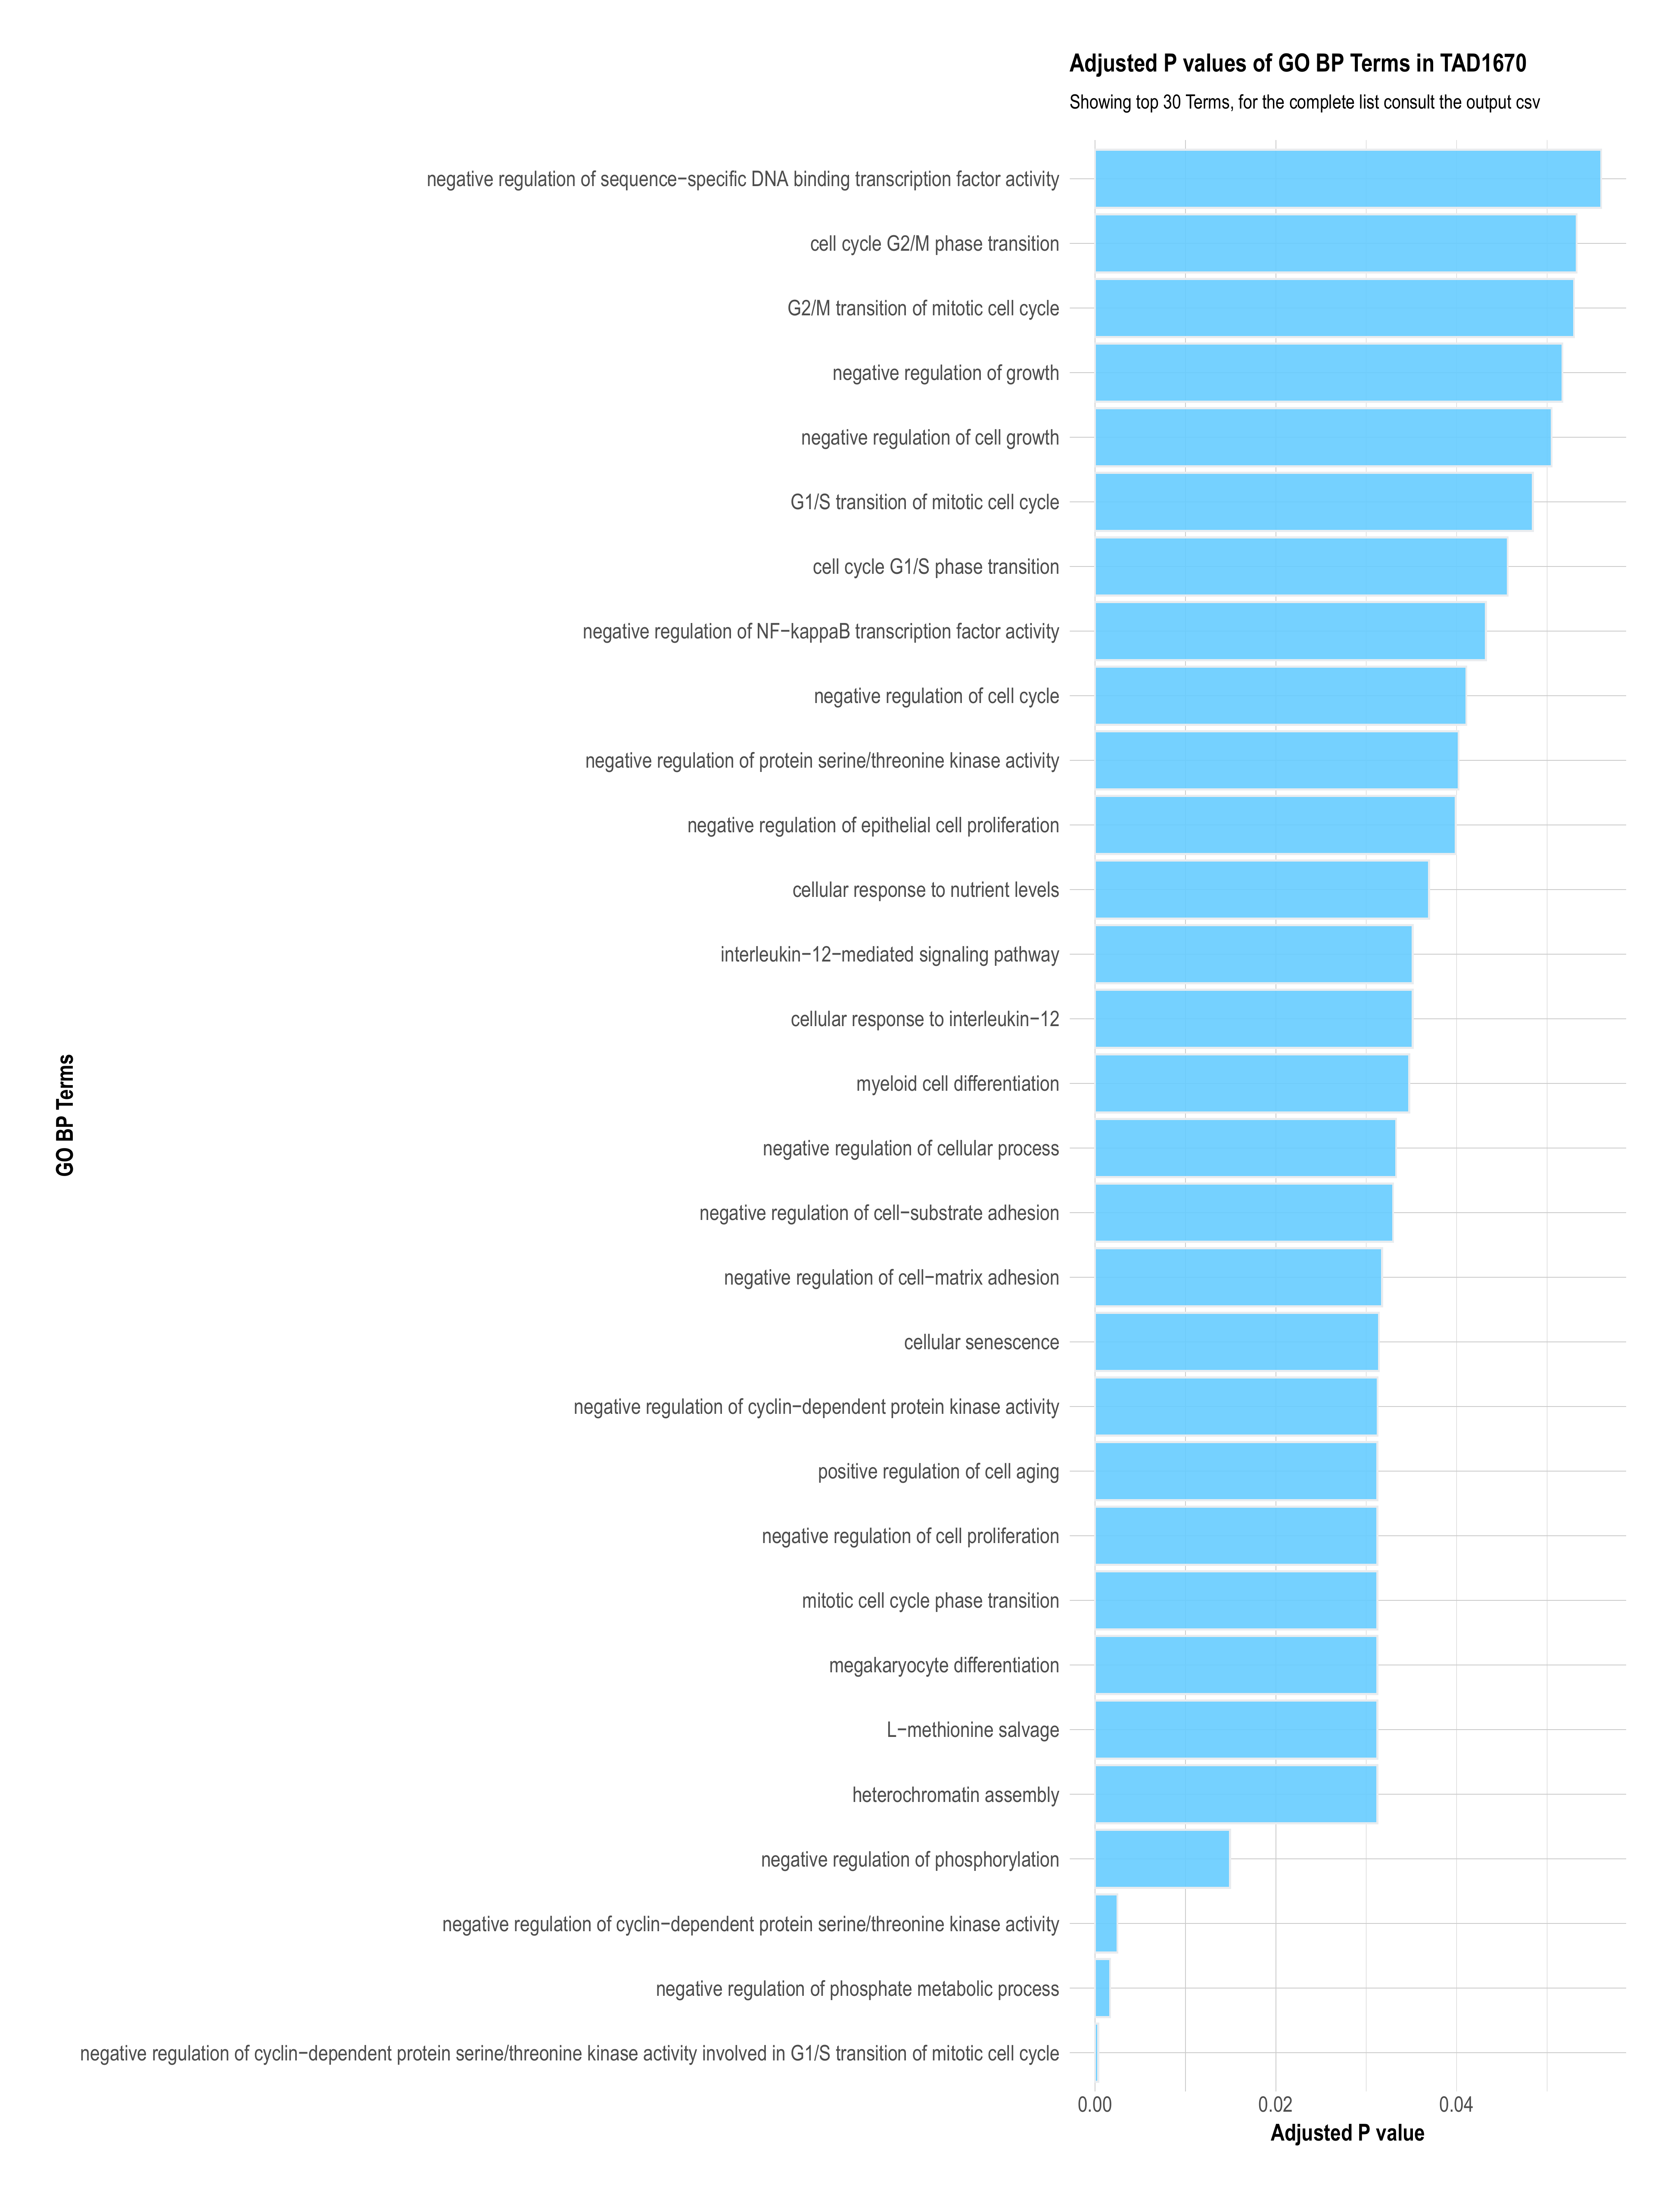 Adjusted P values of GO BP Terms in TAD1670
Showing top 30 Terms, for the complete list consult the output csv
negative regulation of sequence−specific DNA binding transcription factor activity
cell cycle G2/M phase transition
G2/M transition of mitotic cell cycle
negative regulation of growth
negative regulation of cell growth
G1/S transition of mitotic cell cycle
cell cycle G1/S phase transition
negative regulation of NF−kappaB transcription factor activity
negative regulation of cell cycle
negative regulation of protein serine/threonine kinase activity
negative regulation of epithelial cell proliferation
cellular response to nutrient levels
interleukin−12−mediated signaling pathway
cellular response to interleukin−12
myeloid cell differentiation
negative regulation of cellular process
negative regulation of cell−substrate adhesion
negative regulation of cell−matrix adhesion
cellular senescence
negative regulation of cyclin−dependent protein kinase activity
positive regulation of cell aging
negative regulation of cell proliferation
mitotic cell cycle phase transition
megakaryocyte differentiation
L−methionine salvage
heterochromatin assembly
negative regulation of phosphorylation
negative regulation of cyclin−dependent protein serine/threonine kinase activity
negative regulation of phosphate metabolic process
negative regulation of cyclin−dependent protein serine/threonine kinase activity involved in G1/S transition of mitotic cell cycle
GO BP Terms
0.00 0.02 0.04
Adjusted P value